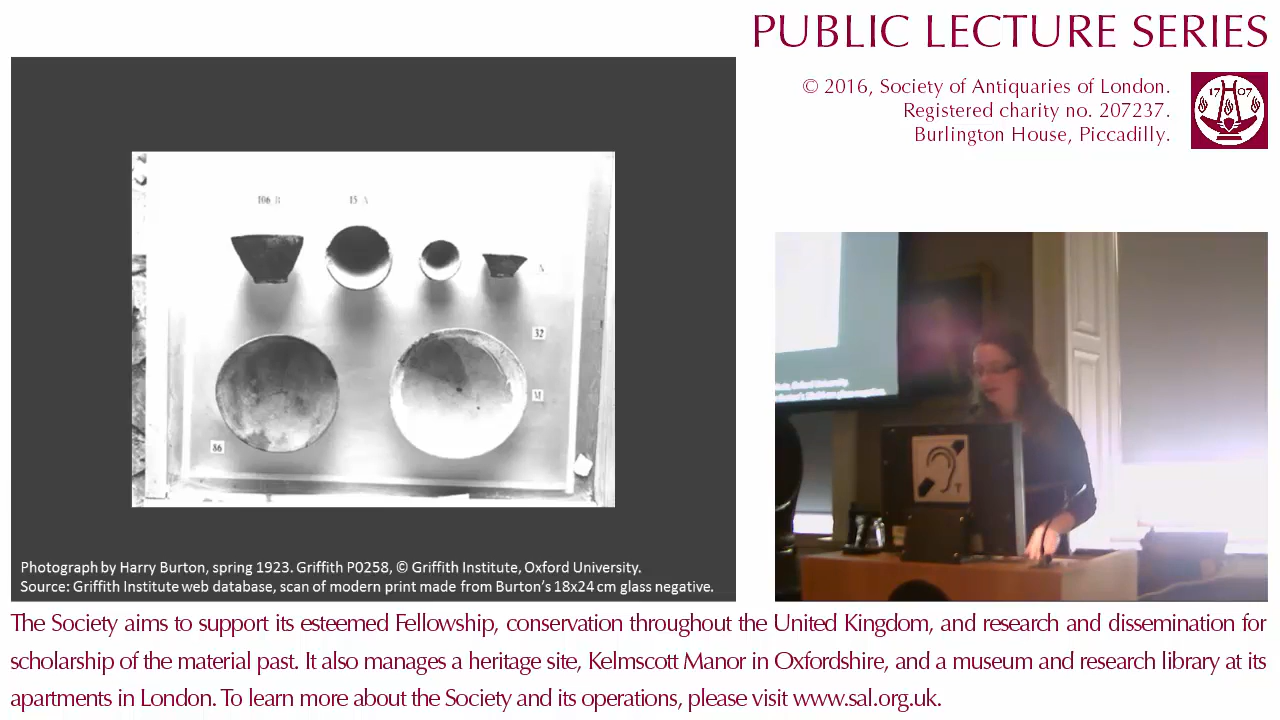 PUBLIC LECTURE SERIES
© 2016, Society of Antiquaries of London.
Registered charity no. 207237.
Burlington House, Piccadilly.
17 07
106 B
15 A
A
32
M
86
Photograph by Harry Burton, spring 1923. Griffith P0258, © Griffith Institute, Oxford University.
Source: Griffith Institute web database, scan of modern print made from Burton's 18x24 cm glass negative.
Oxford University.
T
The Society aims to support its esteemed Fellowship, conservation throughout the United Kingdom, and research and dissemination for
scholarship of the material past. It also manages a heritage site, Kelmscott Manor in Oxfordshire, and a museum and research library at its
apartments in London. To learn more about the Society and its operations, please visit www.sal.org.uk.